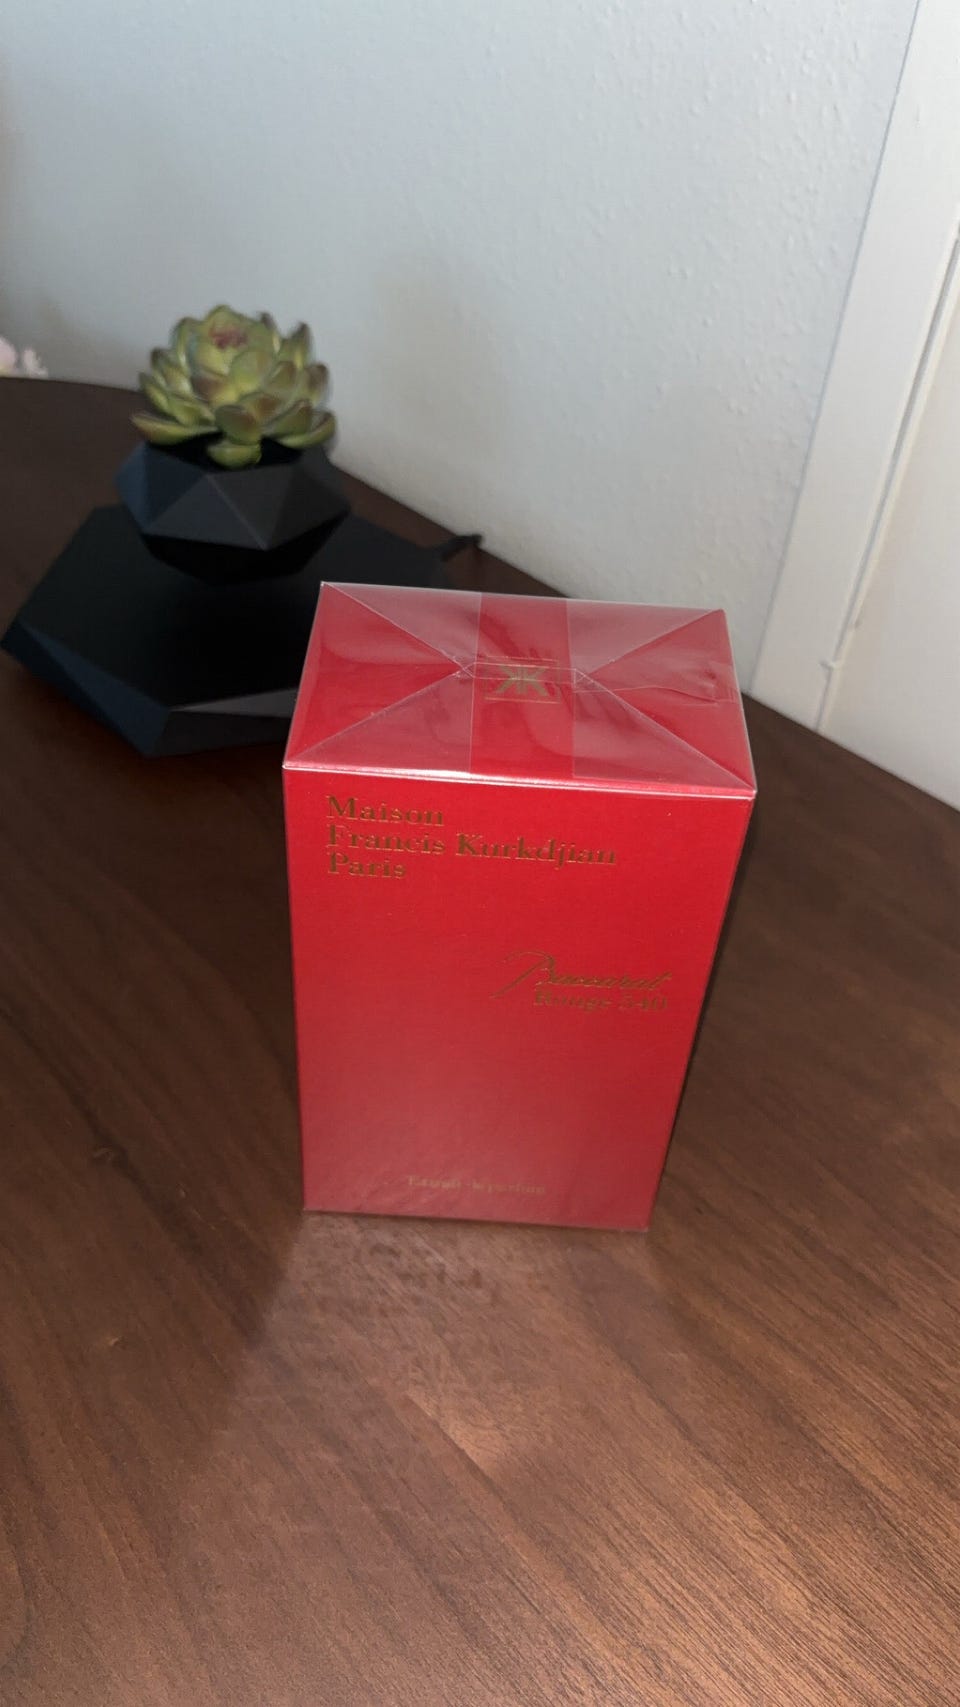 Maison
Francis Kurkdjian
Paris
Baccarat
Rouge 540
Extrait de parfum